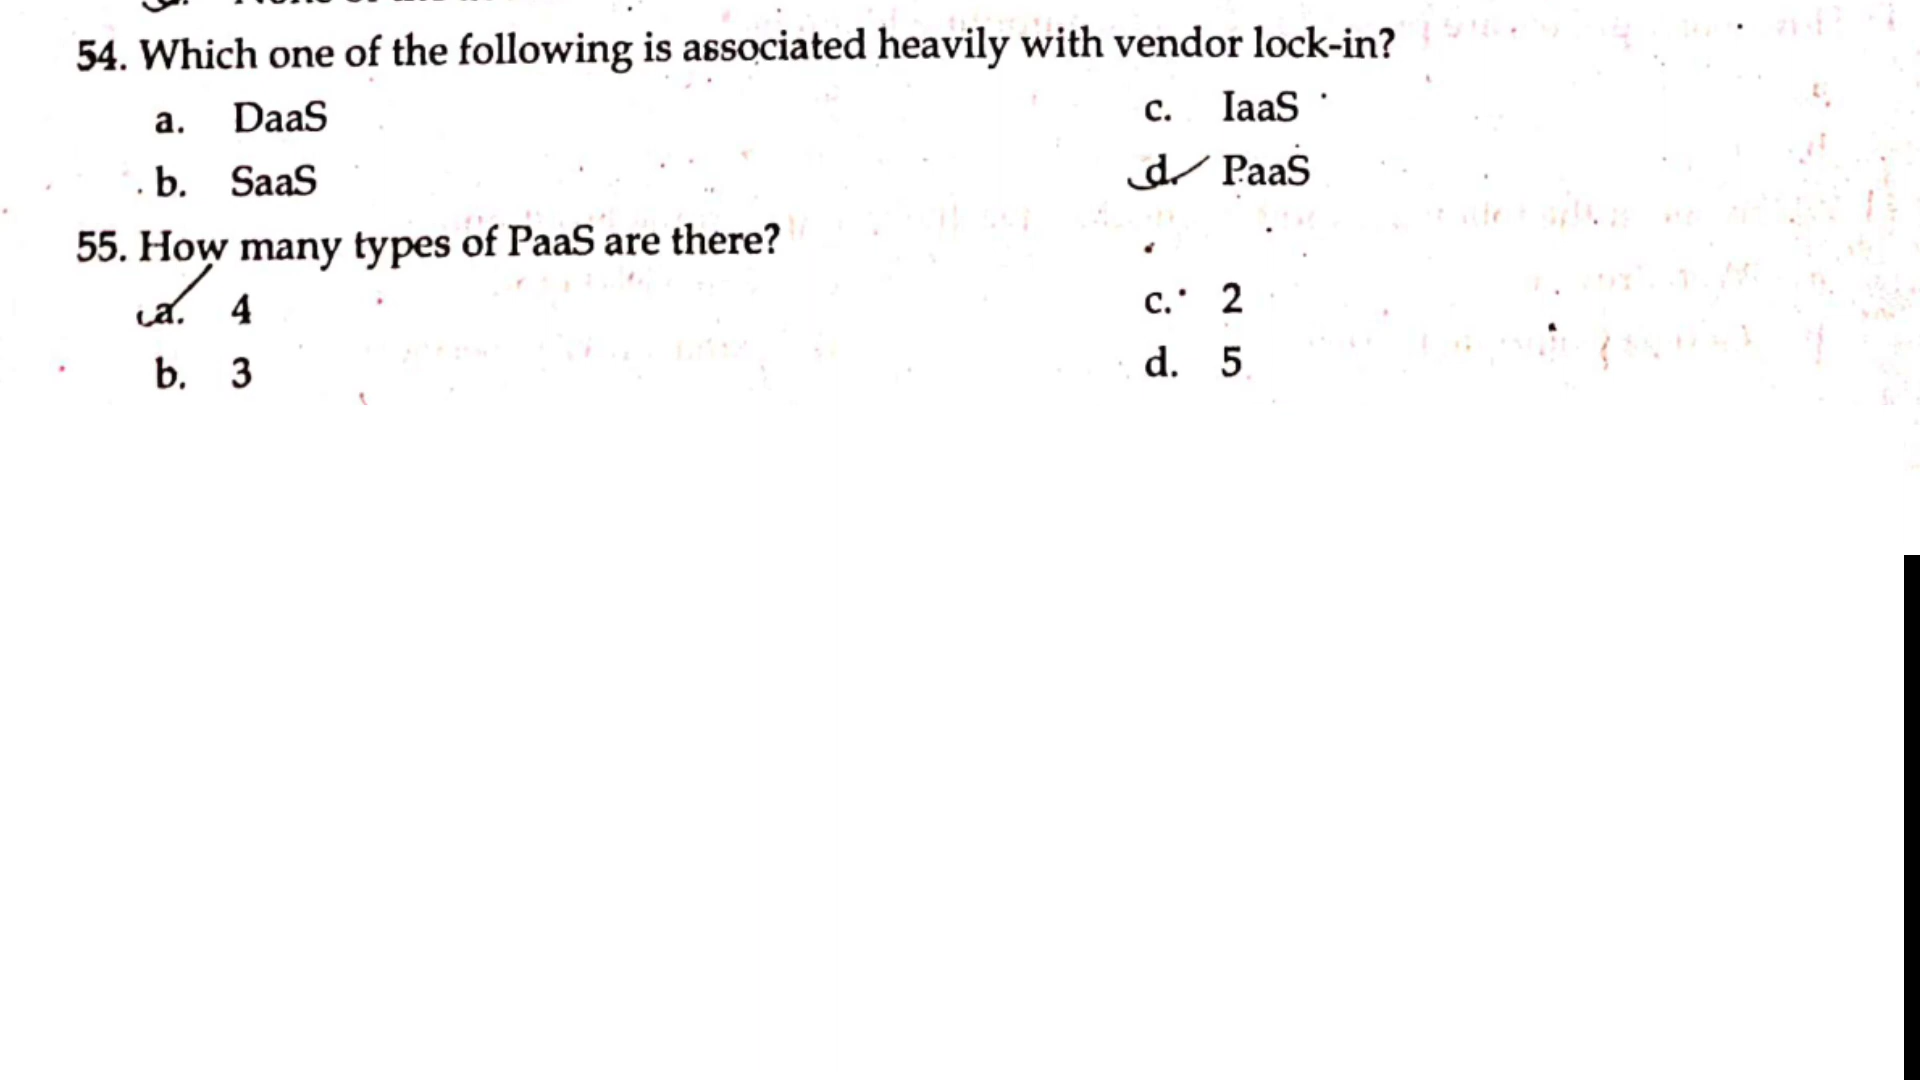 54. Which one of the following is associated heavily with vendor lock-in?
a. DaaS
b. SaaS
c. IaaS
d. PaaS
55. How many types of PaaS are there?
a. 4
b. 3
c. 2
d. 5